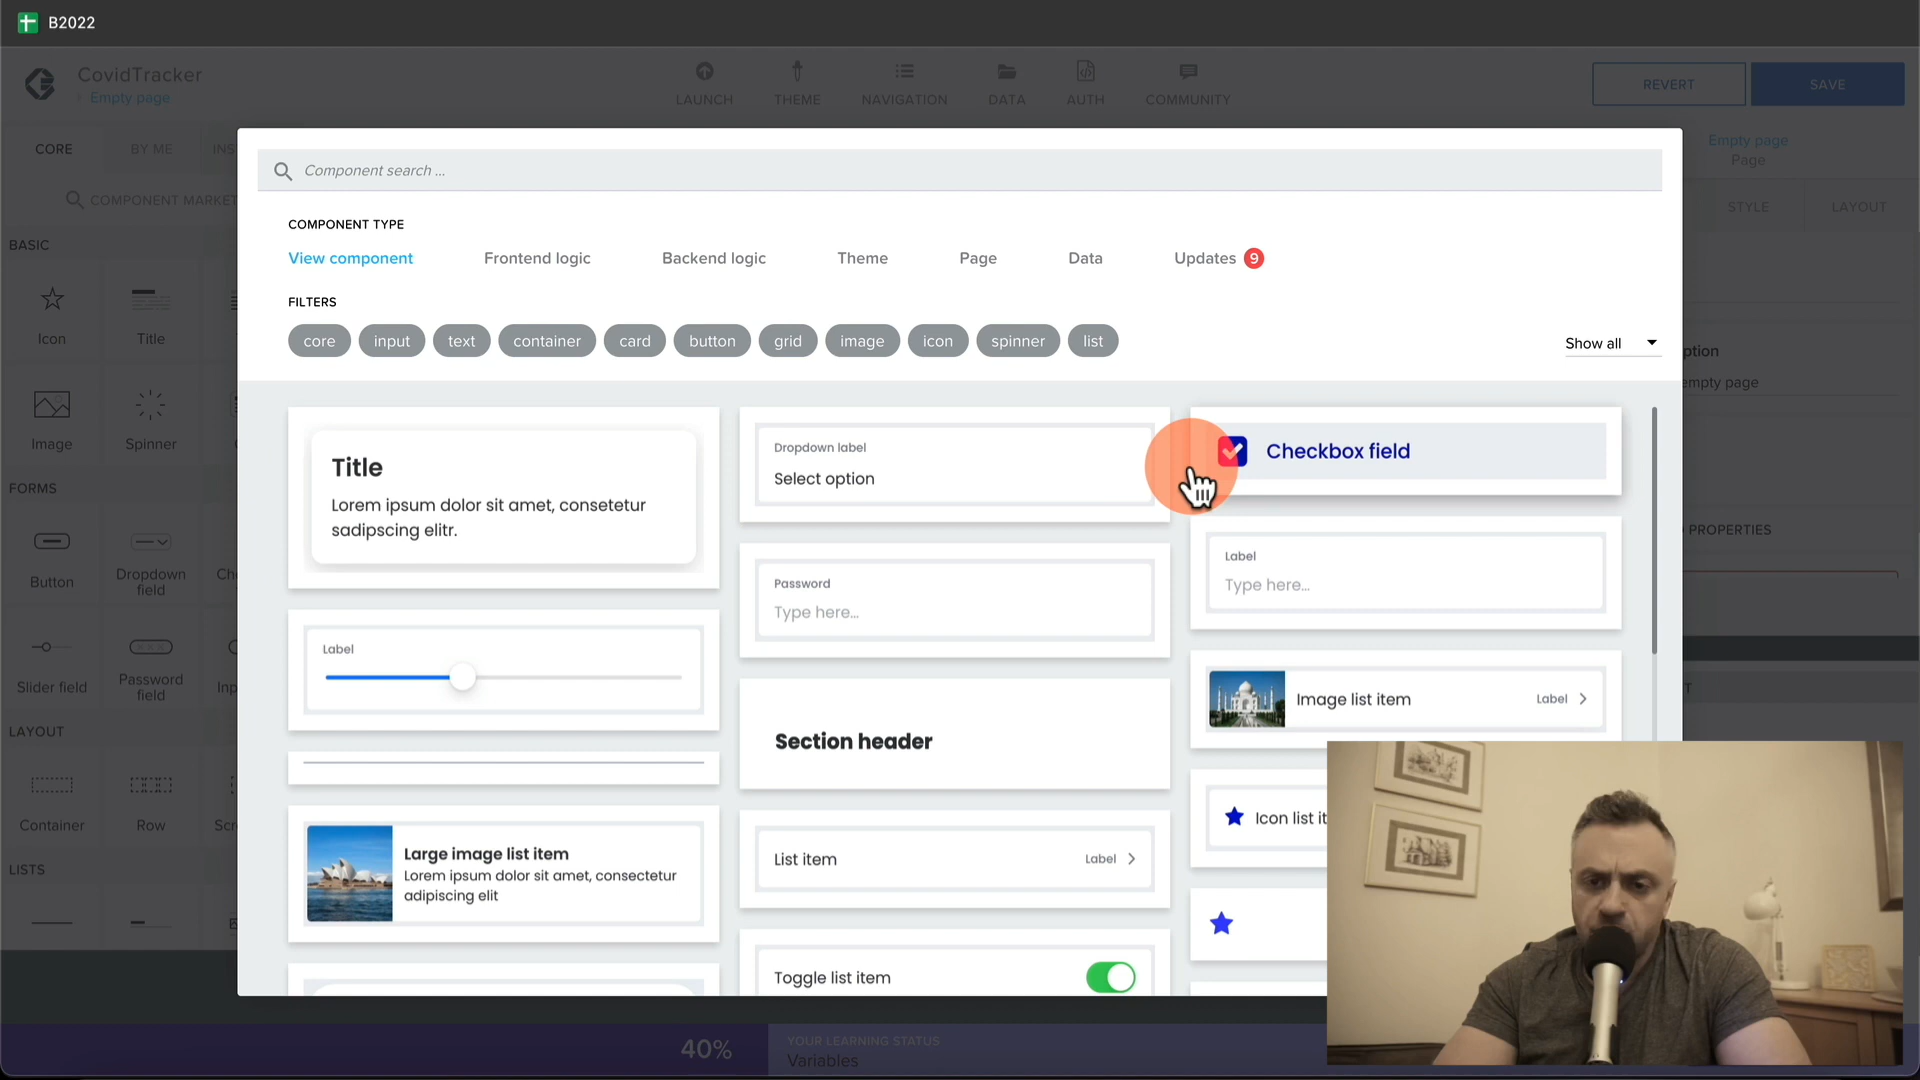 B2022
CovidTracker
Empty page
LAUNCH
THEME
NAVIGATION
DATA
AUTH
COMMUNITY
REVERT
SAVE
CORE
BY ME
COMPONENT MARKET
BASIC
Icon
Title
Image
Spinner
FORMS
Button
Dropdown
field
Slider field
Password
field
LAYOUT
Container
Row
LISTS
Component search ...
COMPONENT TYPE
View component
Frontend logic
Backend logic
Theme
Page
Data
Updates 9
FILTERS
core
input
text
container
card
button
grid
image
icon
spinner
list
Show all
Title
Lorem ipsum dolor sit amet, consetetur
sadipscing elitr.
Label
Large image list item
Lorem ipsum dolor sit amet, consectetur
adipiscing elit
Dropdown label
Select option
Password
Type here...
Section header
List item
Label
Toggle list item
Checkbox field
Label
Type here...
Image list item
Label
Icon list it
Empty page
Page
STYLE
LAYOUT
ption
empty page
PROPERTIES
40%
YOUR LEARNING STATUS
Variables